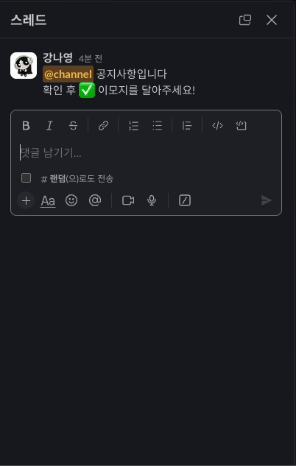 스레드
강나영 4분 전
@channel 공지사항입니다
확인 후 ✅ 이모지를 달아주세요!
댓글 남기기...
# 랜덤(으)로도 전송